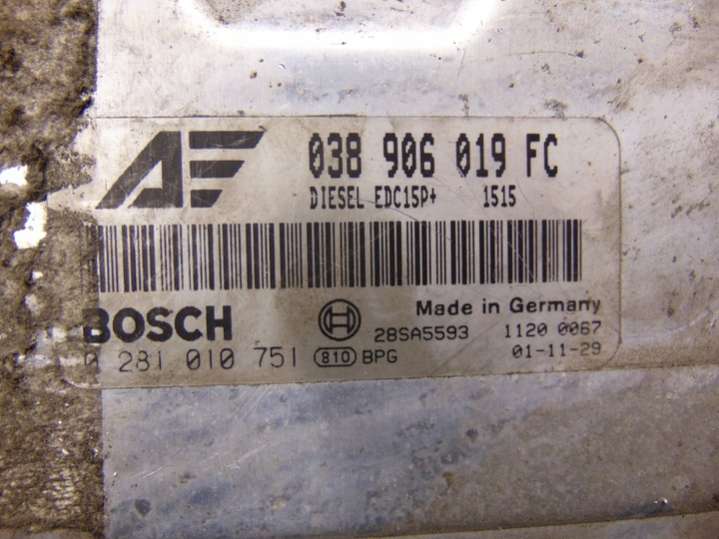 AF 038 906 019 FC
DIESEL EDC15P+ 1515
BOSCH Made in Germany
28SA5593 1120 0067
0 281 010 751 810 BPG 01-11-29